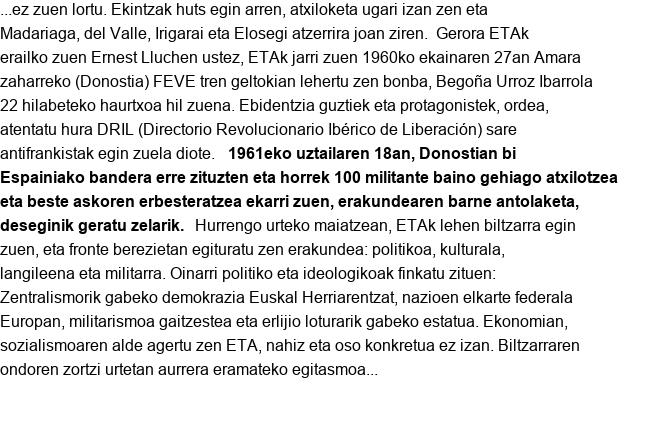 ...ez zuen lortu. Ekintzak huts egin arren, atxiloketa ugari izan zen eta
Madariaga, del Valle, Irigarai eta Elosegi atzerrira joan ziren.  Gerora ETAk
erailko zuen Ernest Lluchen ustez, ETAk jarri zuen 1960ko ekainaren 27an Amara
zaharreko (Donostia) FEVE tren geltokian lehertu zen bonba, Begoña Urroz Ibarrola
22 hilabeteko haurtxoa hil zuena. Ebidentzia guztiek eta protagonistek, ordea,
atentatu hura DRIL (Directorio Revolucionario Ibérico de Liberación) sare
antifrankistak egin zuela diote.   1961eko uztailaren 18an, Donostian bi
Espainiako bandera erre zituzten eta horrek 100 militante baino gehiago atxilotzea
eta beste askoren erbesteratzea ekarri zuen, erakundearen barne antolaketa,
deseginik geratu zelarik.   Hurrengo urteko maiatzean, ETAk lehen biltzarra egin
zuen, eta fronte berezietan egituratu zen erakundea: politikoa, kulturala,
langileena eta militarra. Oinarri politiko eta ideologikoak finkatu zituen:
Zentralismorik gabeko demokrazia Euskal Herriarentzat, nazioen elkarte federala
Europan, militarismoa gaitzestea eta erlijio loturarik gabeko estatua. Ekonomian,
sozialismoaren alde agertu zen ETA, nahiz eta oso konkretua ez izan. Biltzarraren
ondoren zortzi urtetan aurrera eramateko egitasmoa...